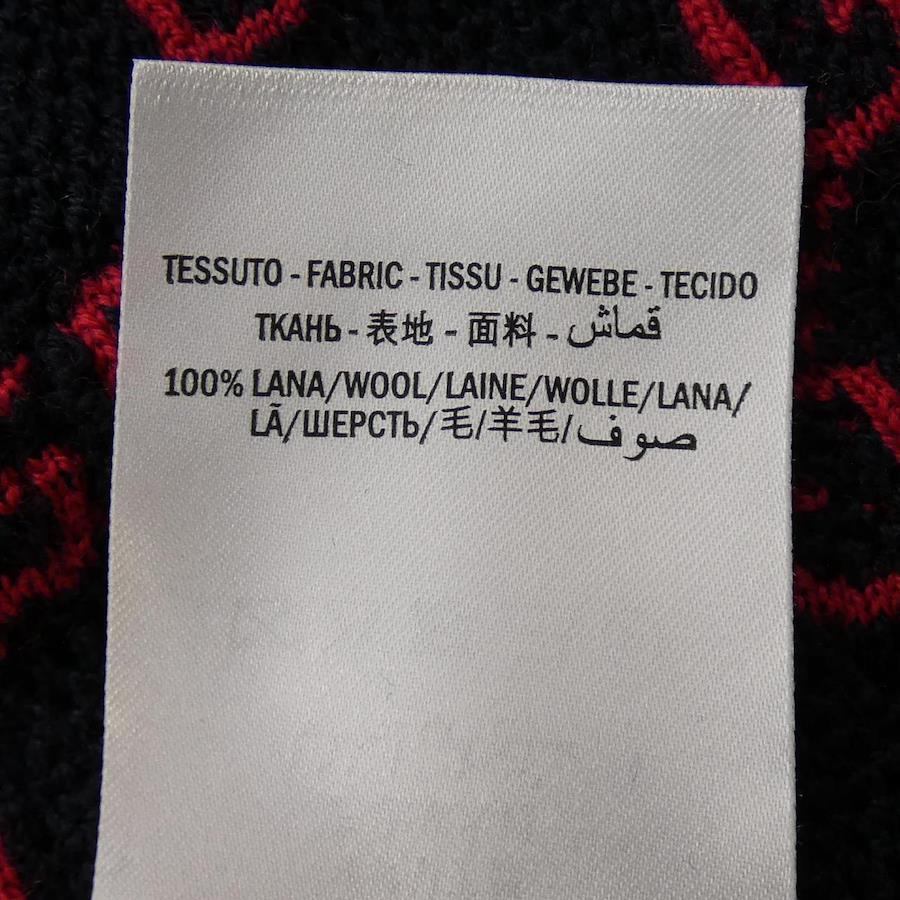 TESSUTO - FABRIC - TISSU - GEWEBE - TECIDO
ТКАНЬ - 表地 - 面料 - قماش
100% LANA/WOOL/LAINE/WOLLE/LANA/
LÃ/ШЕРСТЬ/毛/羊毛/صوف